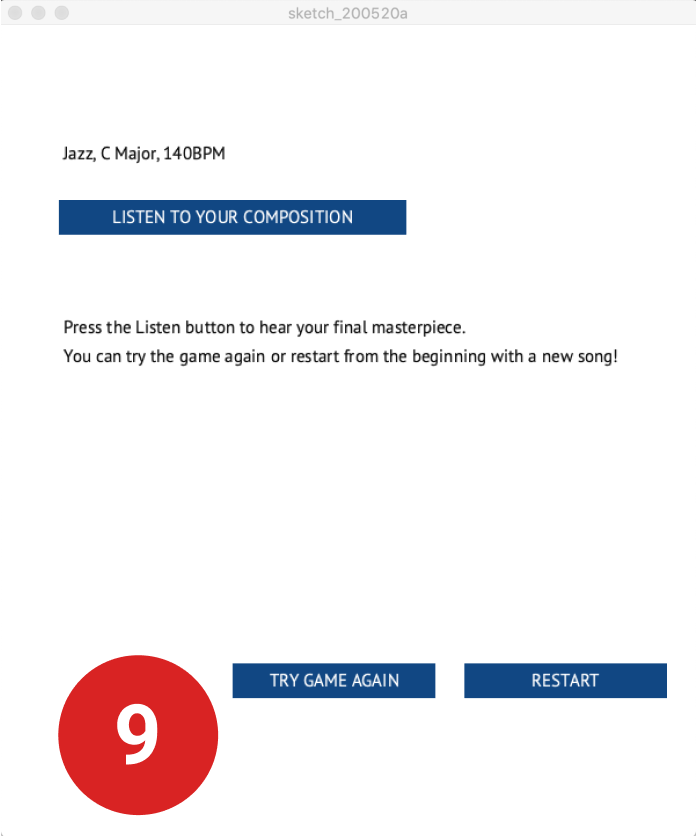 sketch_200520a
Jazz, C Major, 140BPM
LISTEN TO YOUR COMPOSITION
Press the Listen button to hear your final masterpiece.
You can try the game again or restart from the beginning with a new song!
TRY GAME AGAIN
RESTART
9